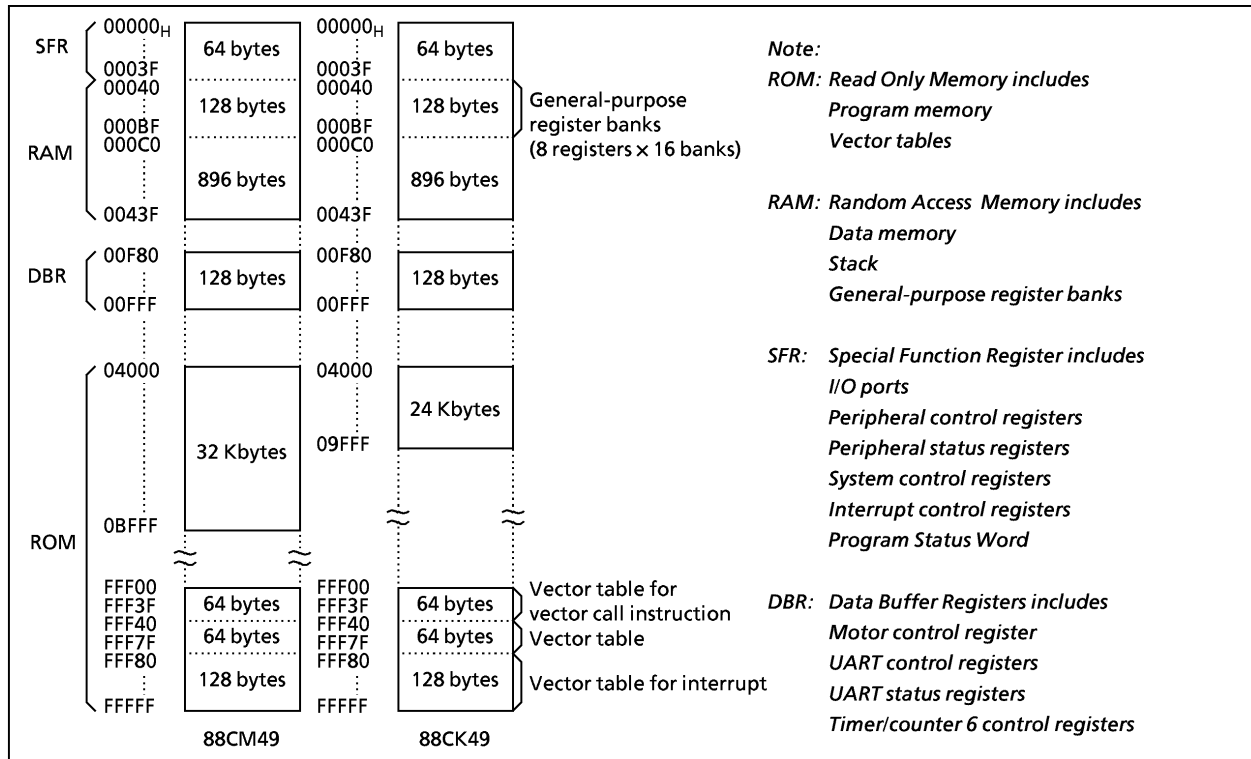 SFR
RAM
DBR
ROM
00000H
0003F
00040
000BF
000C0
0043F
00F80
00FFF
04000
0BFFF
FFF00
FFF3F
FFF40
FFF7F
FFF80
FFFFF
64 bytes
128 bytes
896 bytes
128 bytes
32 Kbytes
64 bytes
64 bytes
128 bytes
88CM49
00000H
0003F
00040
000BF
000C0
0043F
00F80
00FFF
04000
09FFF
FFF00
FFF3F
FFF40
FFF7F
FFF80
FFFFF
64 bytes
128 bytes
896 bytes
128 bytes
24 Kbytes
64 bytes
64 bytes
128 bytes
88CK49
General-purpose
register banks
(8 registers × 16 banks)
Vector table for
vector call instruction
Vector table
Vector table for interrupt
Note:
ROM: Read Only Memory includes
Program memory
Vector tables
RAM: Random Access Memory includes
Data memory
Stack
General-purpose register banks
SFR: Special Function Register includes
I/O ports
Peripheral control registers
Peripheral status registers
System control registers
Interrupt control registers
Program Status Word
DBR: Data Buffer Registers includes
Motor control register
UART control registers
UART status registers
Timer/counter 6 control registers